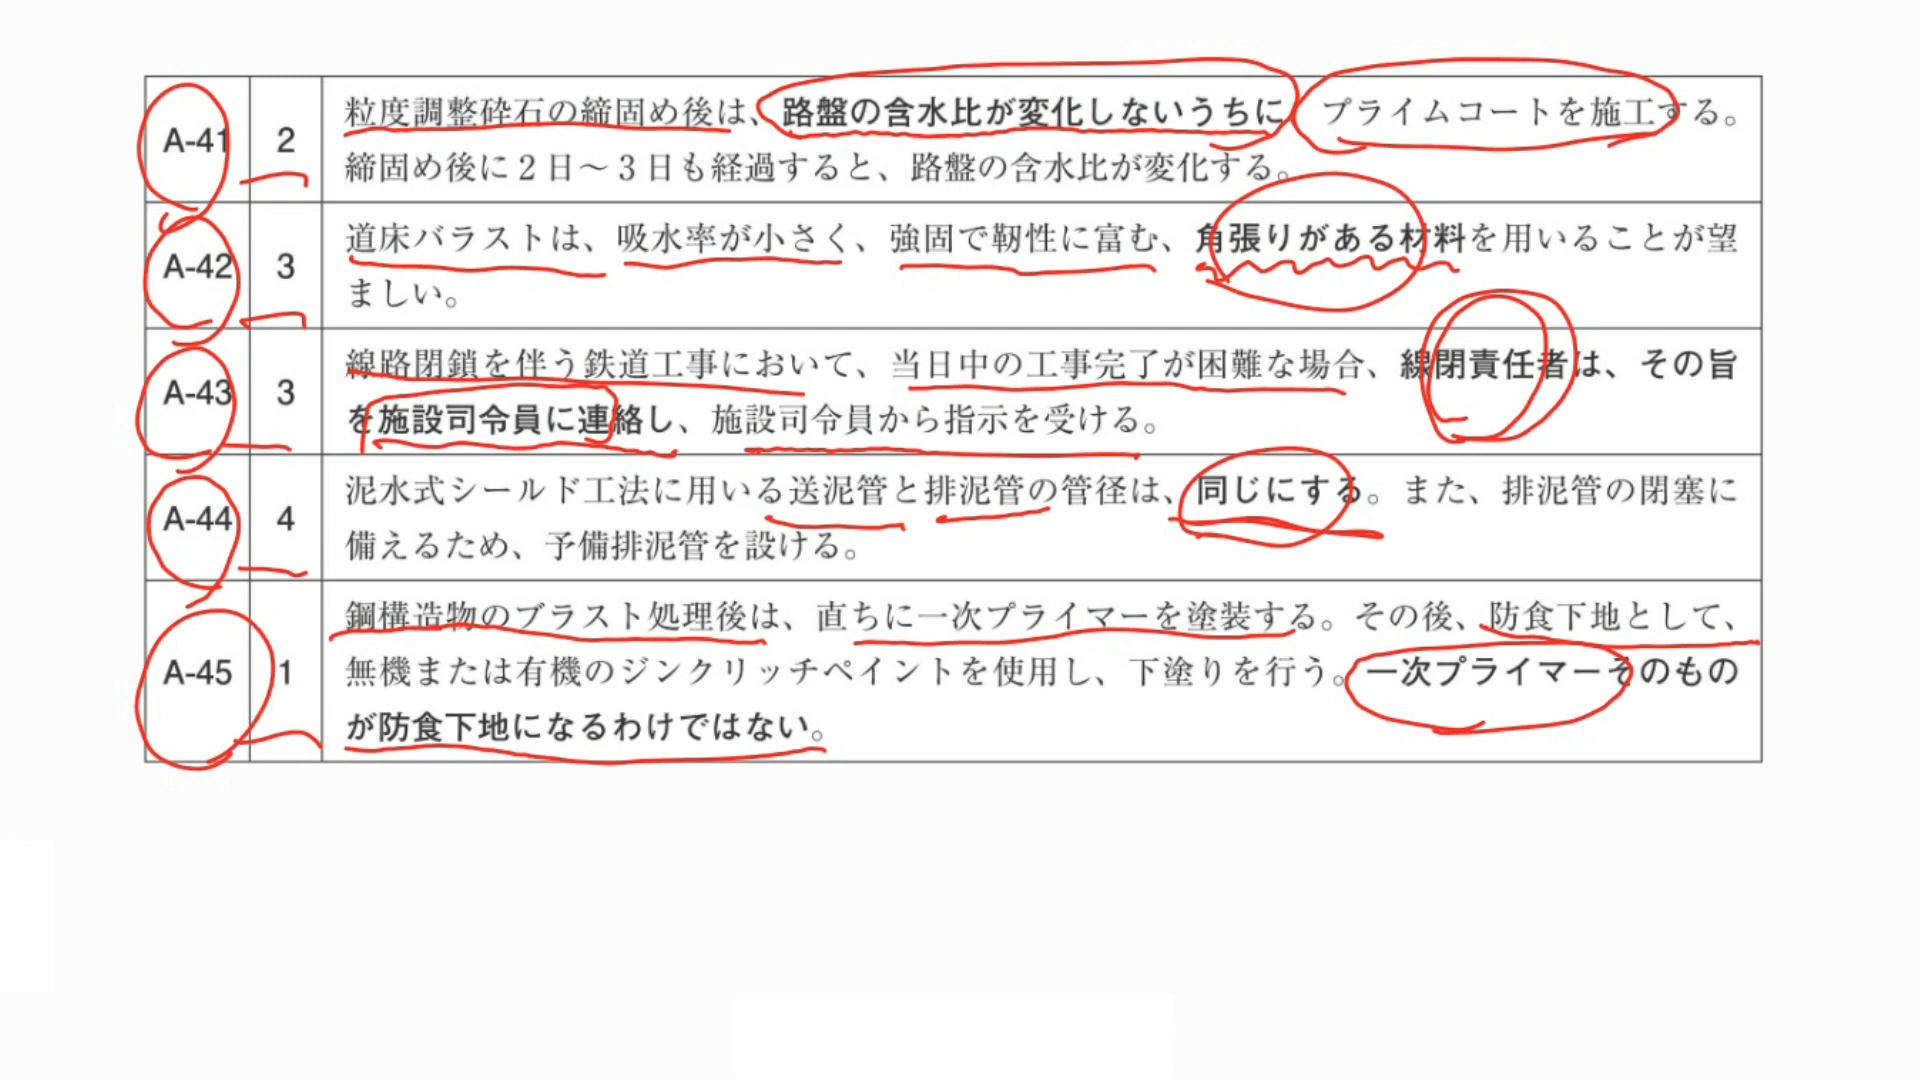 A-41 2 粒度調整砕石の締固め後は、路盤の含水比が変化しないうちに、プライムコートを施工する。
締固め後に2日～3日も経過すると、路盤の含水比が変化する。
A-42 3 道床バラストは、吸水率が小さく、強固で靭性に富む、角張りがある材料を用いることが望
ましい。
A-43 3 線路閉鎖を伴う鉄道工事において、当日中の工事完了が困難な場合、線閉責任者は、その旨
を施設司令員に連絡し、施設司令員から指示を受ける。
A-44 4 泥水式シールド工法に用いる送泥管と排泥管の管径は、同じにする。また、排泥管の閉塞に
備えるため、予備排泥管を設ける。
A-45 1 鋼構造物のブラスト処理後は、直ちに一次プライマーを塗装する。その後、防食下地として、
無機または有機のジンクリッチペイントを使用し、下塗りを行う。一次プライマーそのもの
が防食下地になるわけではない。